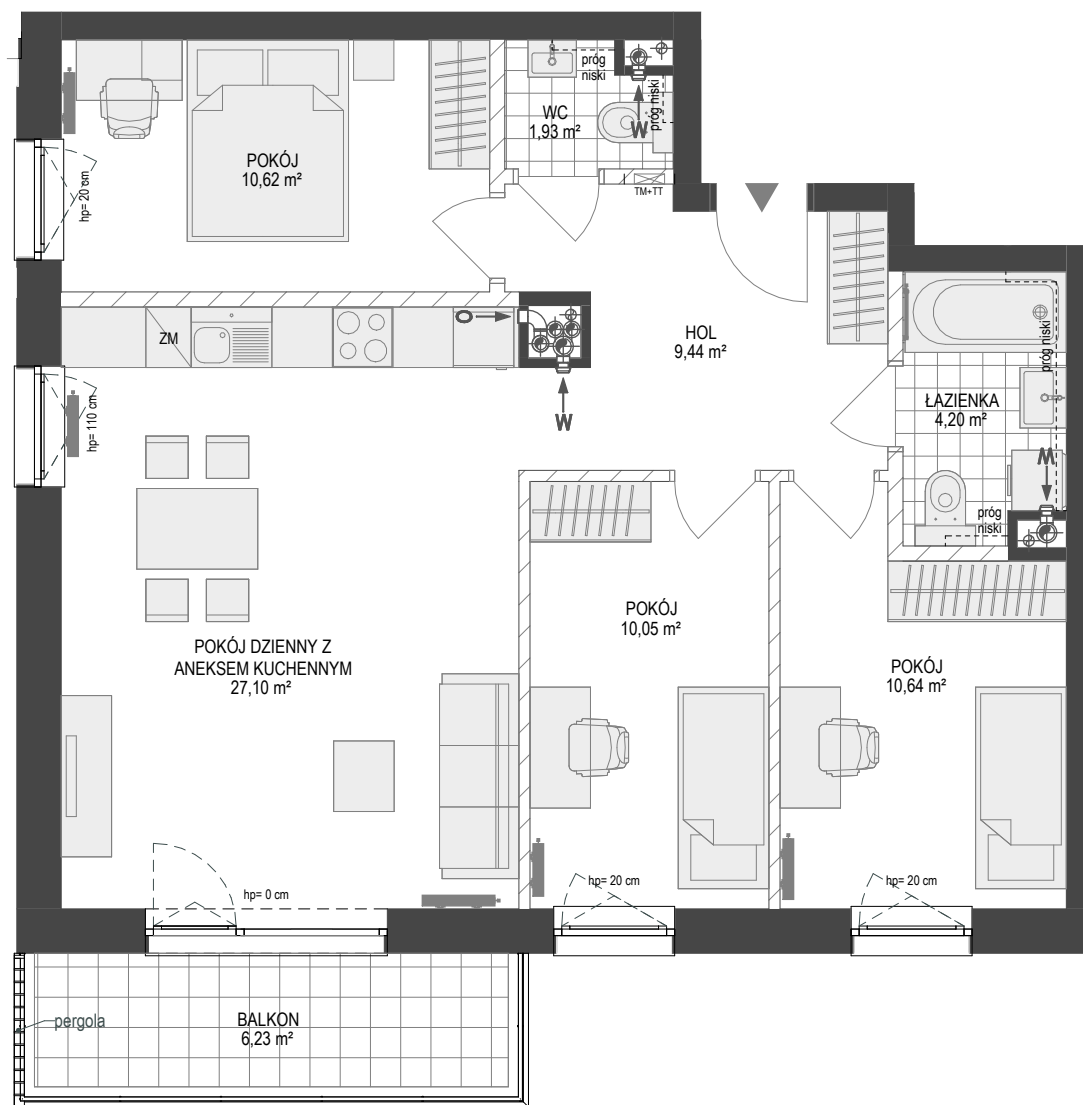 próg
niski
próg niski
WC
1,93 m²
W
TM+TT
POKÓJ
10,62 m²
hp= 20 cm
ZM
O
W
HOL
9,44 m²
próg niski
ŁAZIENKA
4,20 m²
W
próg
niski
hp= 110 cm
POKÓJ DZIENNY Z
ANEKSEM KUCHENNYM
27,10 m²
POKÓJ
10,05 m²
POKÓJ
10,64 m²
hp= 0 cm
hp= 20 cm
hp= 20 cm
pergola
BALKON
6,23 m²